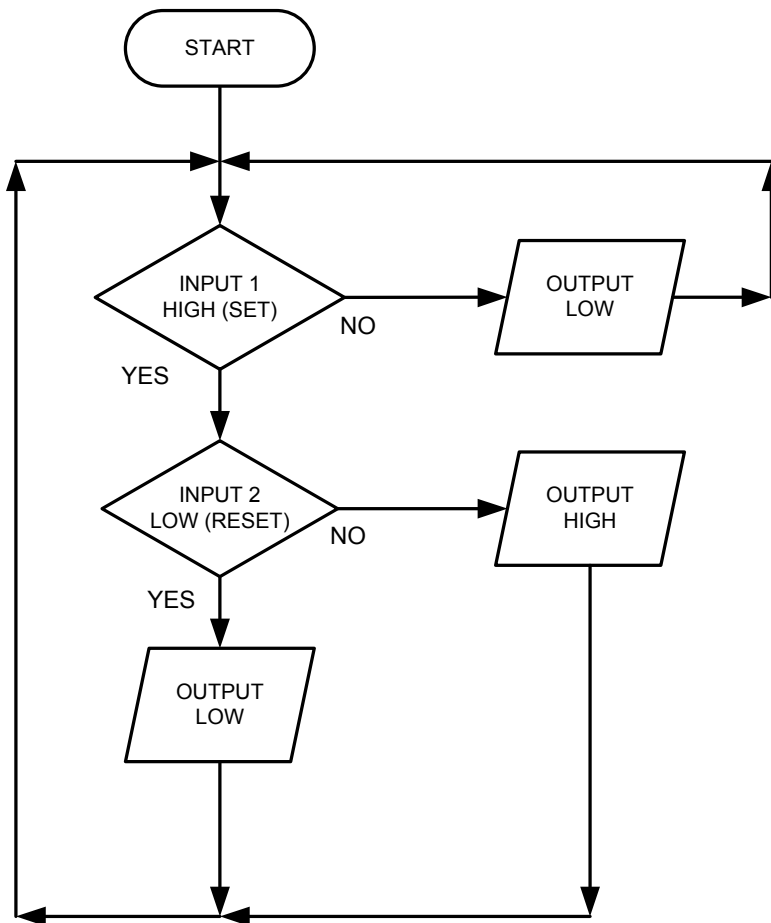 START
INPUT 1
HIGH (SET)
NO
OUTPUT
LOW
YES
INPUT 2
LOW (RESET)
NO
OUTPUT
HIGH
YES
OUTPUT
LOW